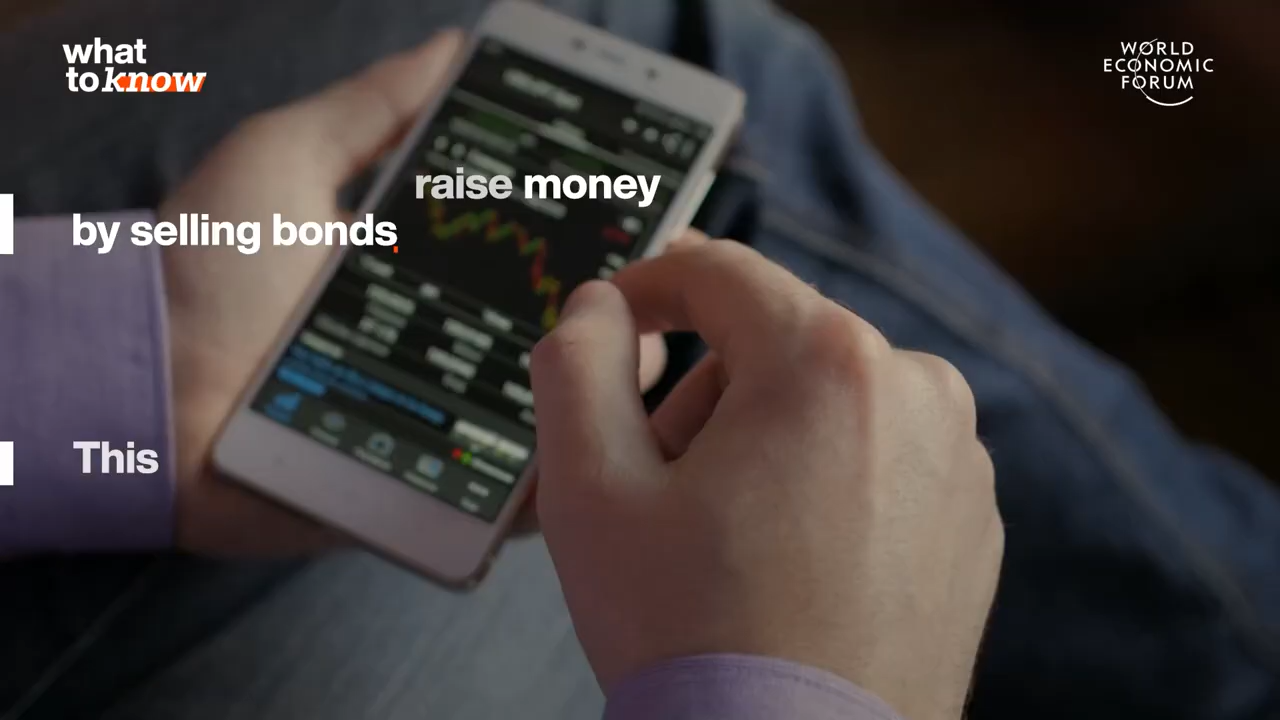 what
to know
WORLD
ECONOMIC
FORUM
raise money
by selling bonds
This